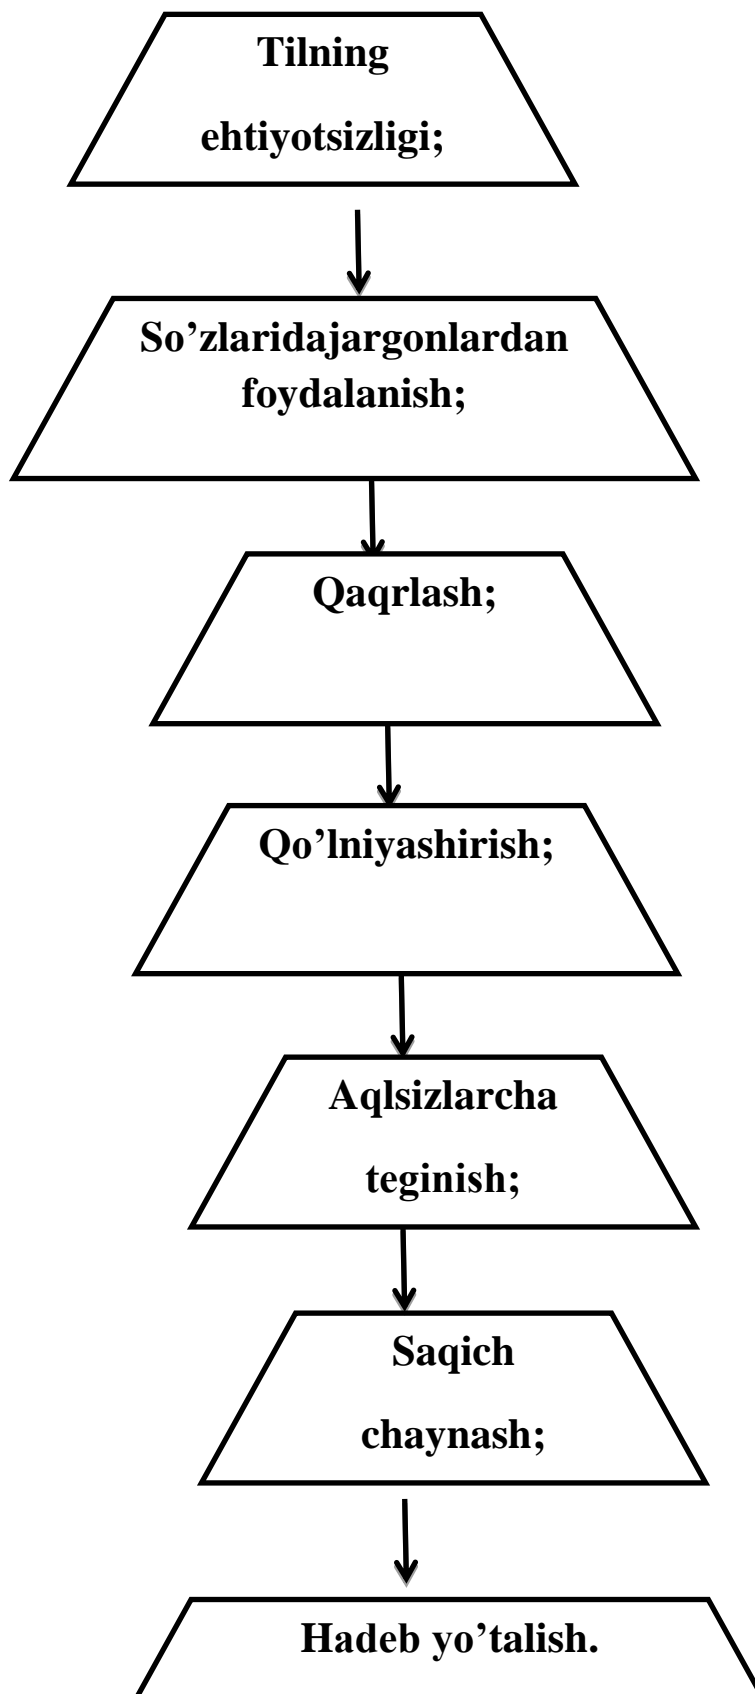 Tilning
ehtiyotsizligi;
So’zlaridajargonlardan
foydalanish;
Qaqrlash;
Qo’lniyashirish;
Aqlsizlarcha
teginish;
Saqich
chaynash;
Hadeb yo’talish.